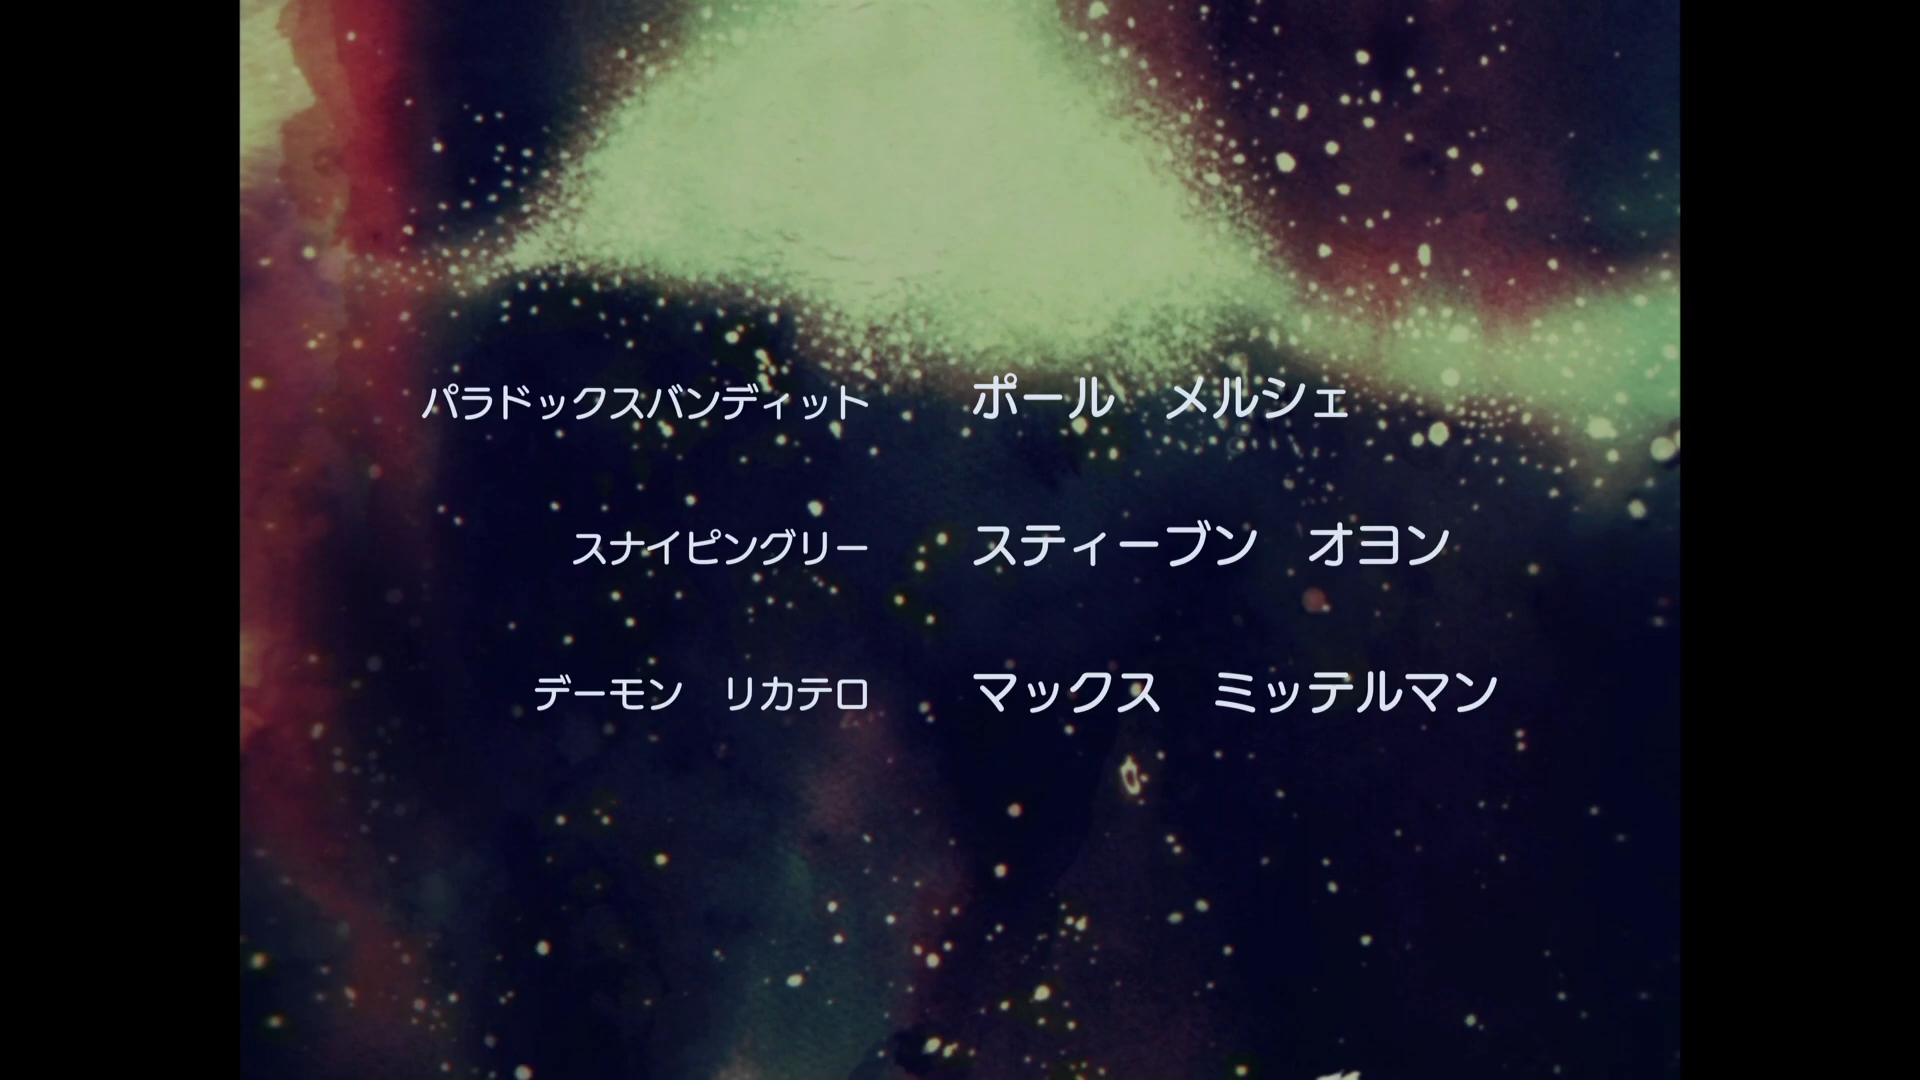 パラドックスバンディット　ポール　メルシェ
スナイピングリー　スティーブン　オヨン
デーモン　リカテロ　マックス　ミッテルマン